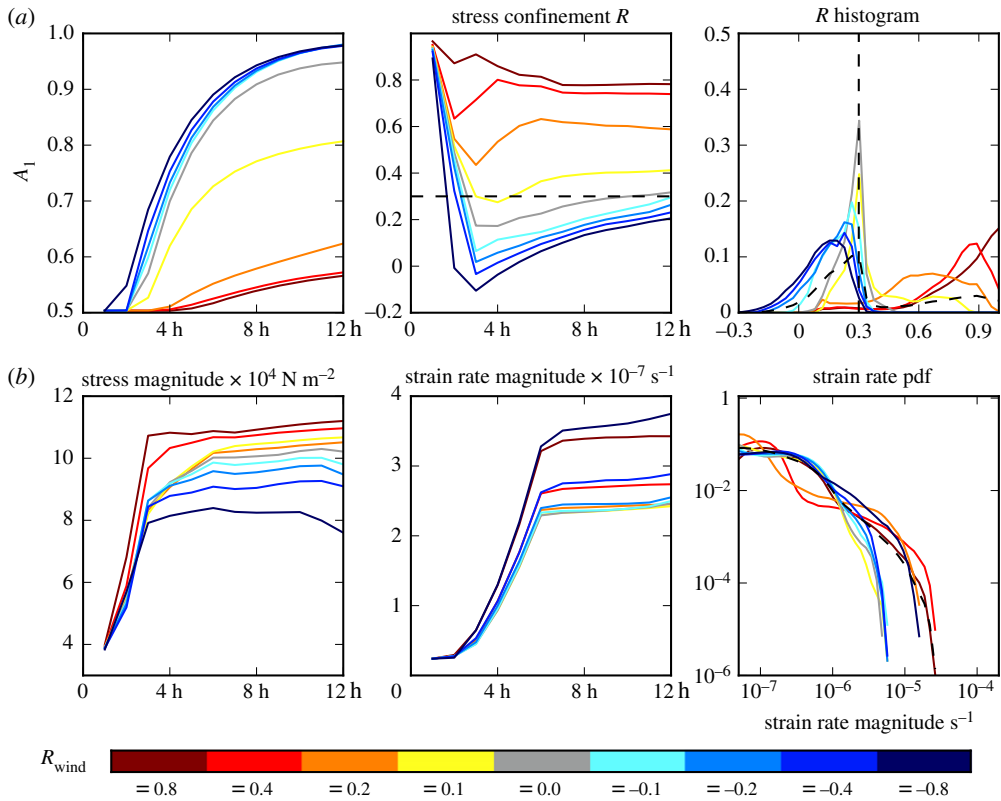 (a)
stress confinement R
R histogram
1.0
0.9
0.8
0.7
0.6
0.5
A1
0
4 h
8 h
12 h
0.8
0.6
0.4
0.2
0
–0.2
0
4 h
8 h
12 h
0.5
0.4
0.3
0.2
0.1
0
–0.3
0
0.3
0.6
0.9
(b)
stress magnitude × 10⁴ N m⁻²
strain rate magnitude × 10⁻⁷ s⁻¹
strain rate pdf
12
10
8
6
4
0
4 h
8 h
12 h
4
3
2
1
0
4 h
8 h
12 h
1
10⁻²
10⁻⁴
10⁻⁶
10⁻⁷
10⁻⁶
10⁻⁵
10⁻⁴
strain rate magnitude s⁻¹
Rwind
= 0.8 = 0.4 = 0.2 = 0.1 = 0.0 = –0.1 = –0.2 = –0.4 = –0.8